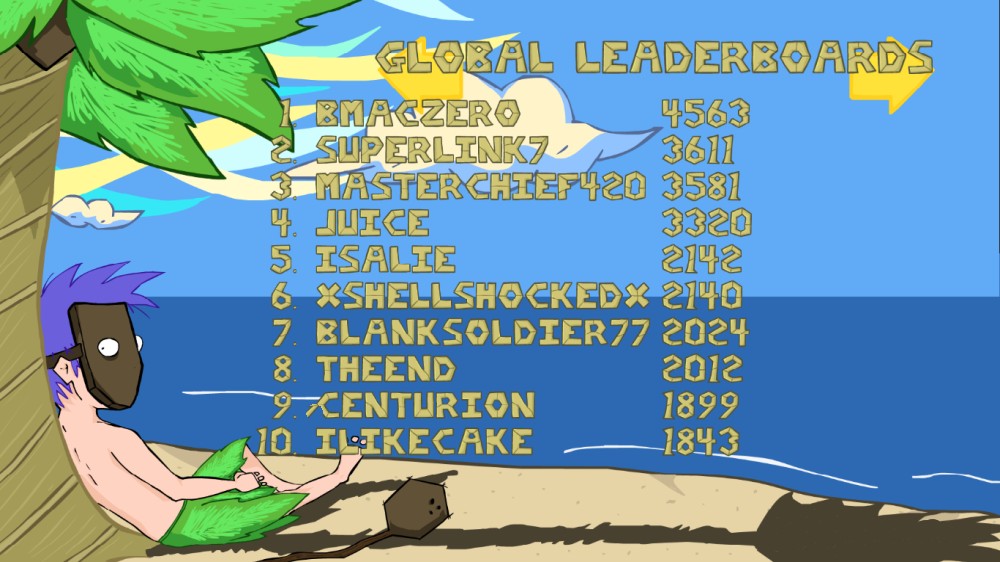 GLOBAL LEADERBOARDS
1 BMACZERO 4563
2. SUPERLINK7 3611
3. MASTERCHIEF420 3581
4. JUICE 3320
5. ISALIE 2142
6. XSHELLSHOCKEDX 2140
7. BLANKSOLDIER77 2024
8. THEEND 2012
9. CENTURION 1899
10. ILIKECAKE 1843